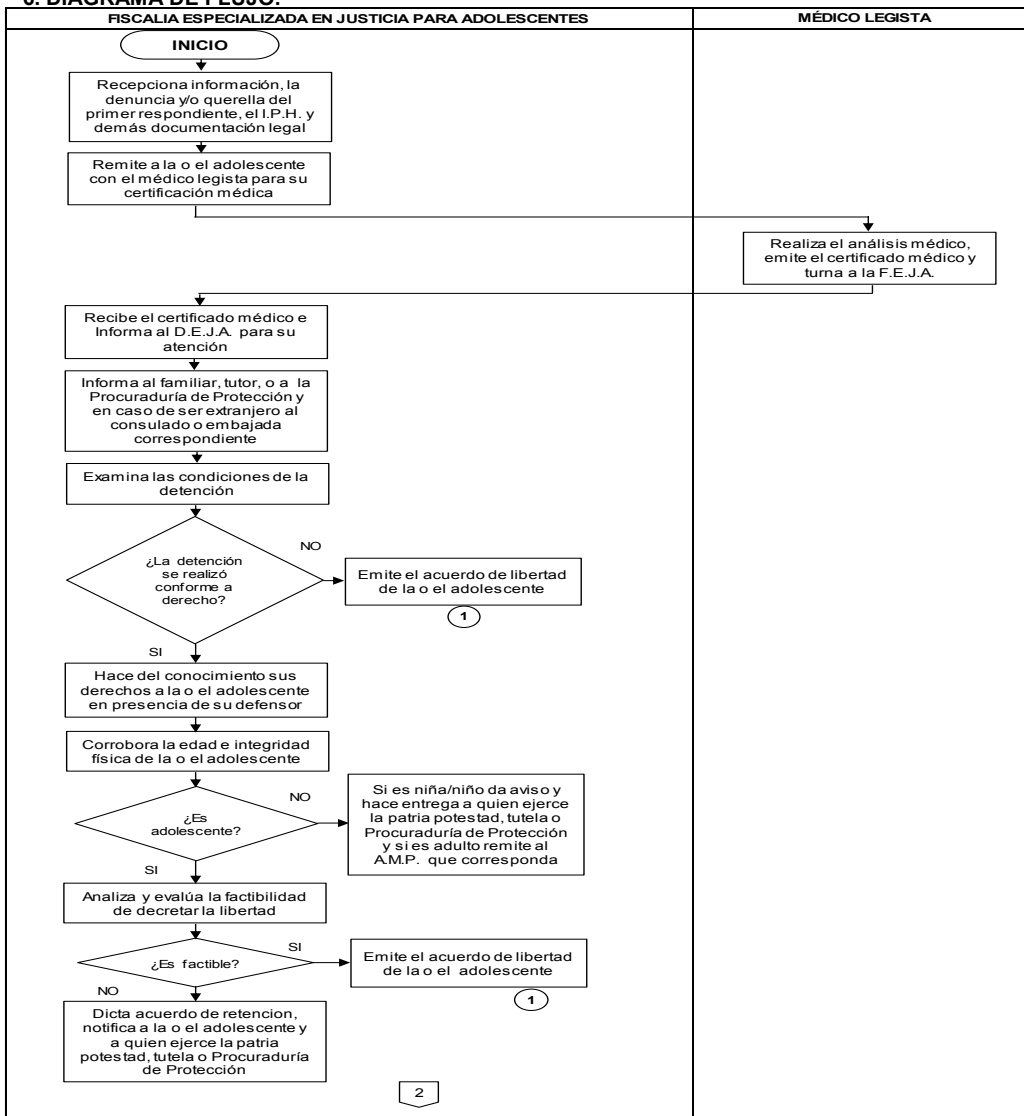 6. DIAGRAMA DE FLUJO:
FISCALIA ESPECIALIZADA EN JUSTICIA PARA ADOLESCENTES
MÉDICO LEGISTA
INICIO
Recepciona información, la
denuncia y/o querella del
primer respondiente, el I.P.H. y
demás documentación legal
Remite a la o el adolescente
con el médico legista para su
certificación médica
Realiza el análisis médico,
emite el certificado médico y
turna a la F.E.J.A.
Recibe el certificado médico e
Informa al D.E.J.A. para su
atención
Informa al familiar, tutor, o a la
Procuraduría de Protección y
en caso de ser extranjero al
consulado o embajada
correspondiente
Examina las condiciones de la
detención
¿La detención
se realizó
conforme a
derecho?
NO
Emite el acuerdo de libertad
de la o el adolescente
1
SI
Hace del conocimiento sus
derechos a la o el adolescente
en presencia de su defensor
Corrobora la edad e integridad
física de la o el adolescente
¿Es
adolescente?
NO
Si es niña/niño da aviso y
hace entrega a quien ejerce
la patria potestad, tutela o
Procuraduría de Protección
y si es adulto remite al
A.M.P. que corresponda
SI
Analiza y evalúa la factibilidad
de decretar la libertad
¿Es factible?
SI
Emite el acuerdo de libertad
de la o el adolescente
1
NO
Dicta acuerdo de retencion,
notifica a la o el adolescente y
a quien ejerce la patria
potestad, tutela o Procuraduría
de Protección
2